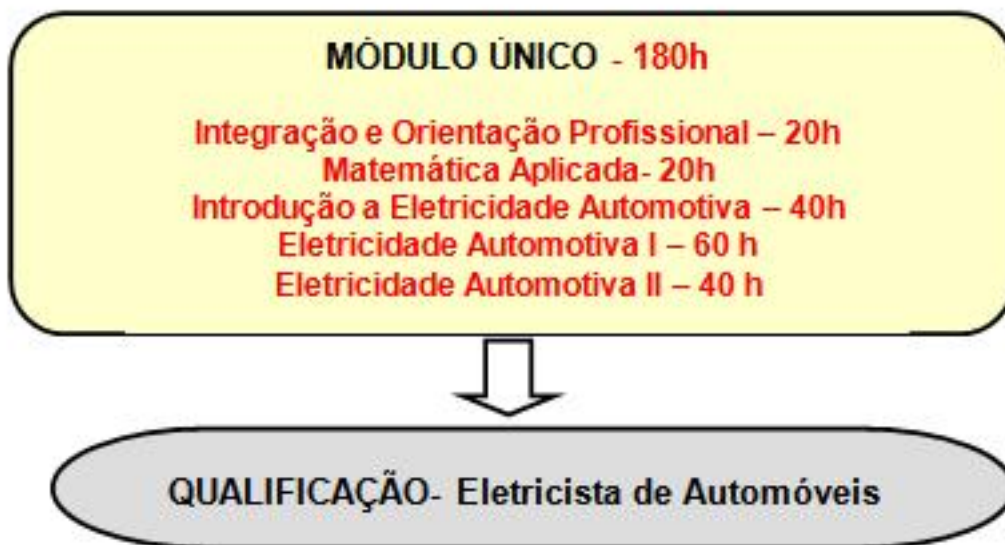 MÓDULO ÚNICO - 180h
Integração e Orientação Profissional – 20h
Matemática Aplicada- 20h
Introdução a Eletricidade Automotiva – 40h
Eletricidade Automotiva I – 60 h
Eletricidade Automotiva II – 40 h
QUALIFICAÇÃO- Eletricista de Automóveis